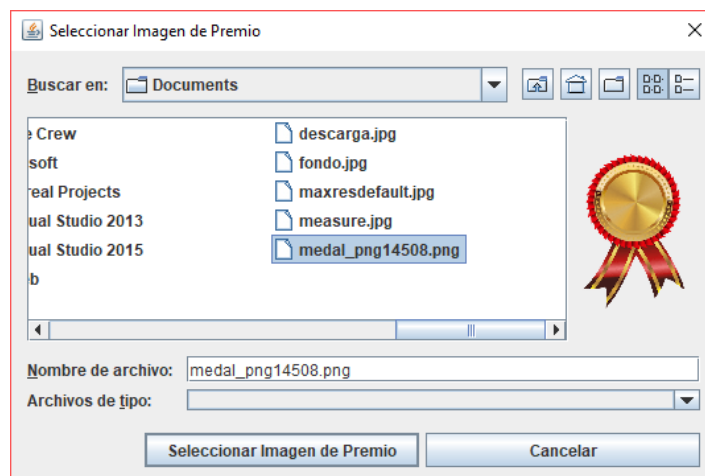 Seleccionar Imagen de Premio
Buscar en: Documents
Crew
soft
real Projects
ual Studio 2013
ual Studio 2015
b
descarga.jpg
fondo.jpg
maxresdefault.jpg
measure.jpg
medal_png14508.png
Nombre de archivo: medal_png14508.png
Archivos de tipo:
Seleccionar Imagen de Premio Cancelar